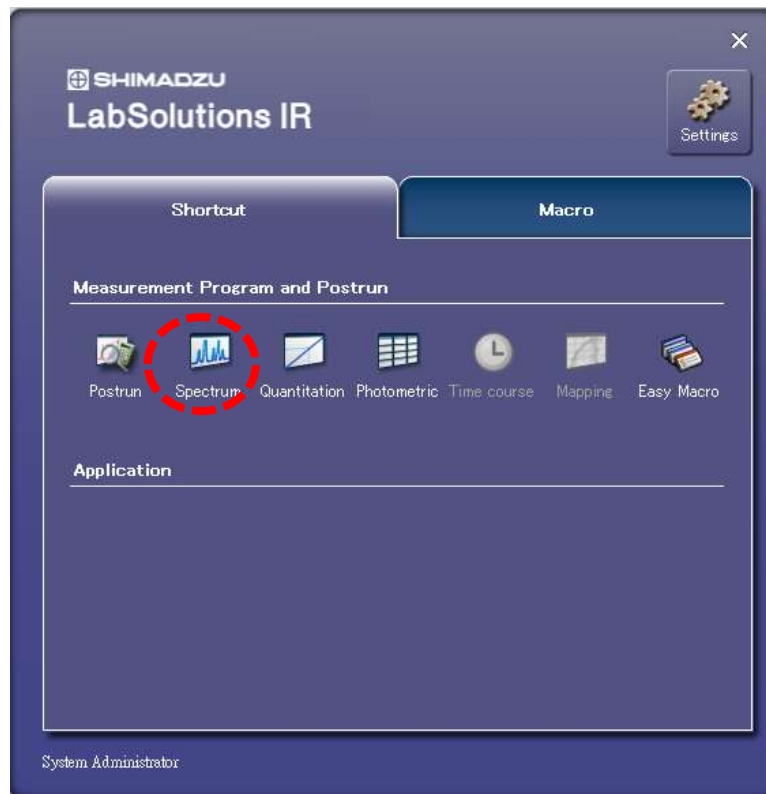 SHIMADZU
LabSolutions IR
Settings
Shortcut Macro
Measurement Program and Postrun
Postrun Spectrum Quantitation Photometric Time course Mapping Easy Macro
Application
System Administrator